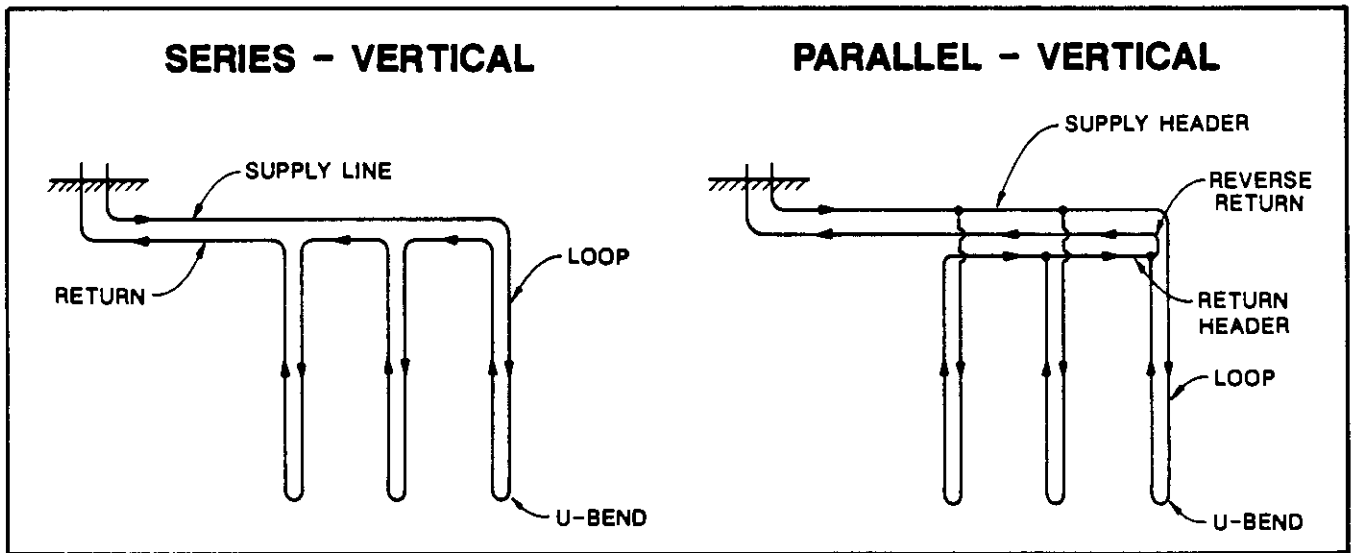 SERIES – VERTICAL
SUPPLY LINE
LOOP
RETURN
U-BEND
PARALLEL – VERTICAL
SUPPLY HEADER
REVERSE
RETURN
RETURN
HEADER
LOOP
U-BEND